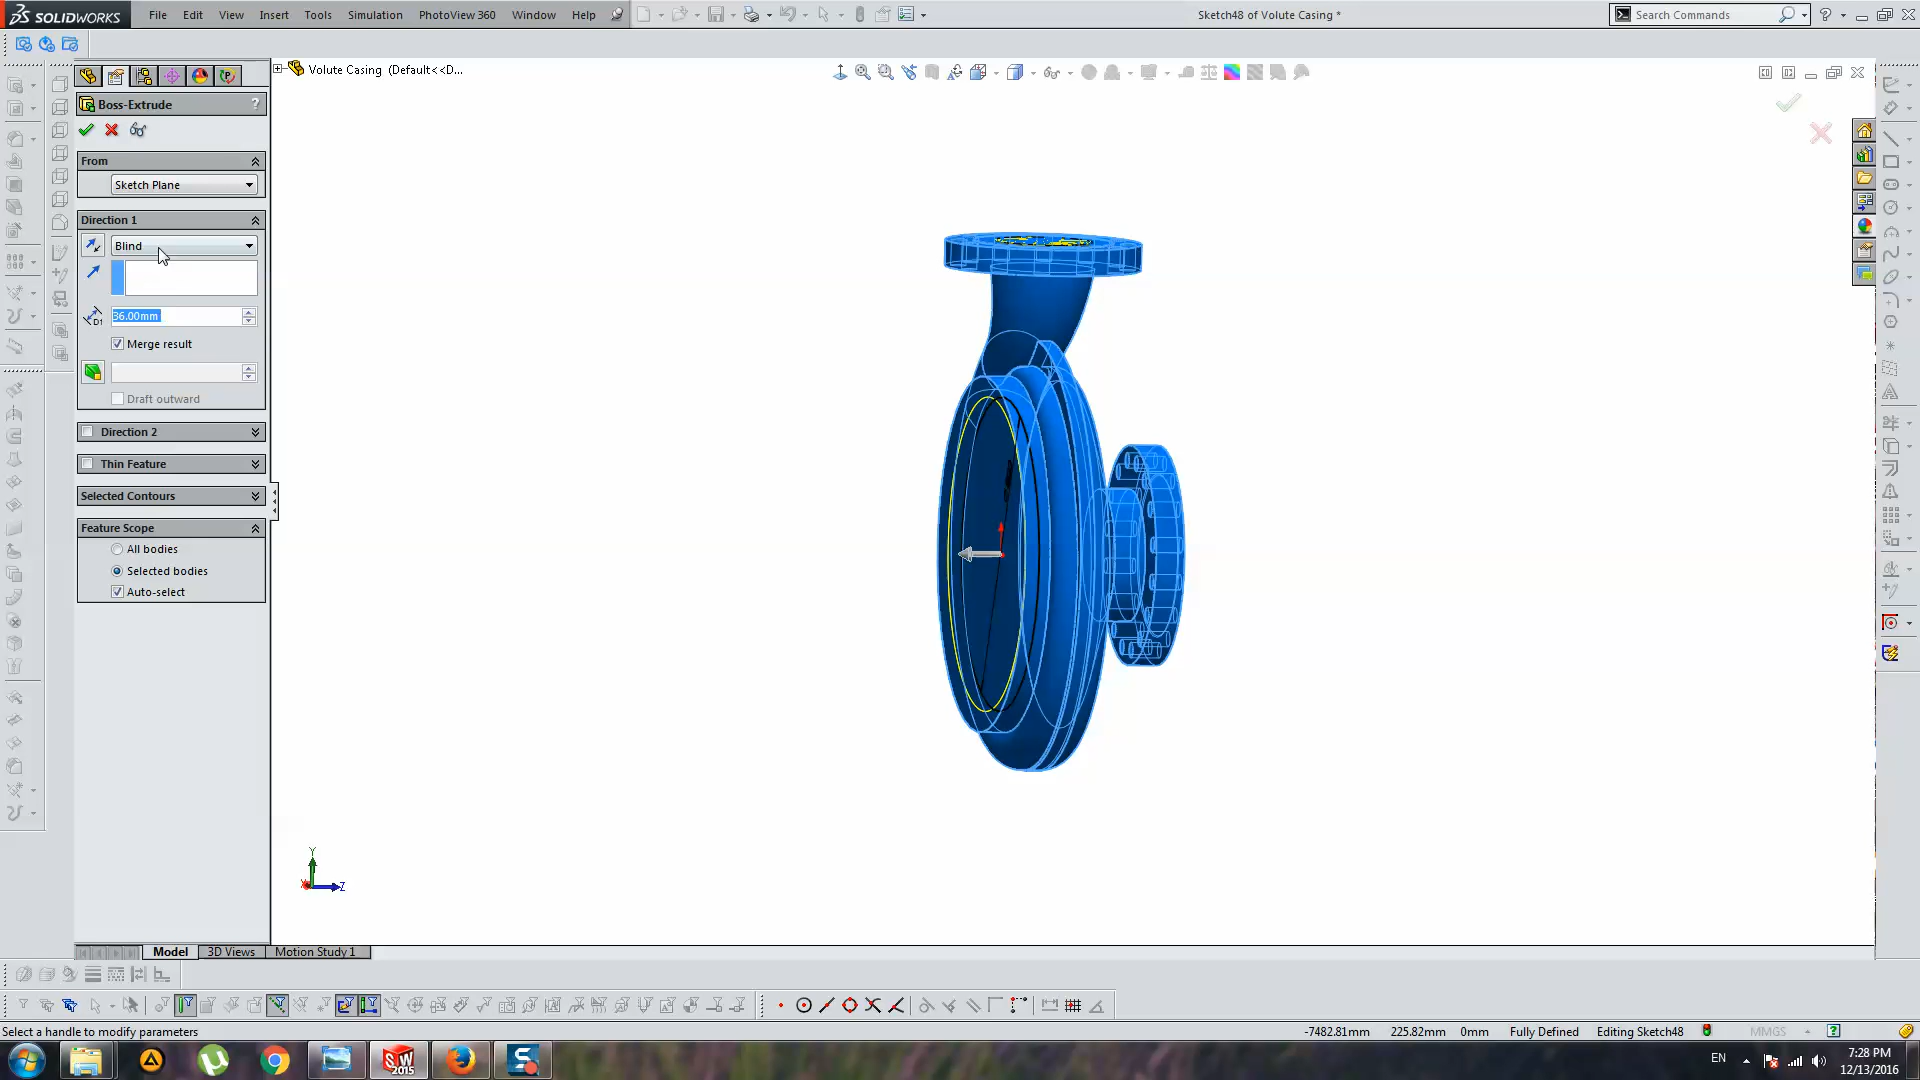 SOLIDWORKS
File
Edit
View
Insert
Tools
Simulation
PhotoView 360
Window
Help
Sketch48 of Volute Casing *
Search Commands
Volute Casing (Default<<D...
Boss-Extrude
?
From
Sketch Plane
Direction 1
Blind
D1
36.00mm
Merge result
Draft outward
Direction 2
Thin Feature
Selected Contours
Feature Scope
All bodies
Selected bodies
Auto-select
Y
X
Z
Model
3D Views
Motion Study 1
Select a handle to modify parameters
-7482.81mm
225.82mm
0mm
Fully Defined
Editing Sketch48
MMGS
SW
2015
EN
7:28 PM
12/13/2016